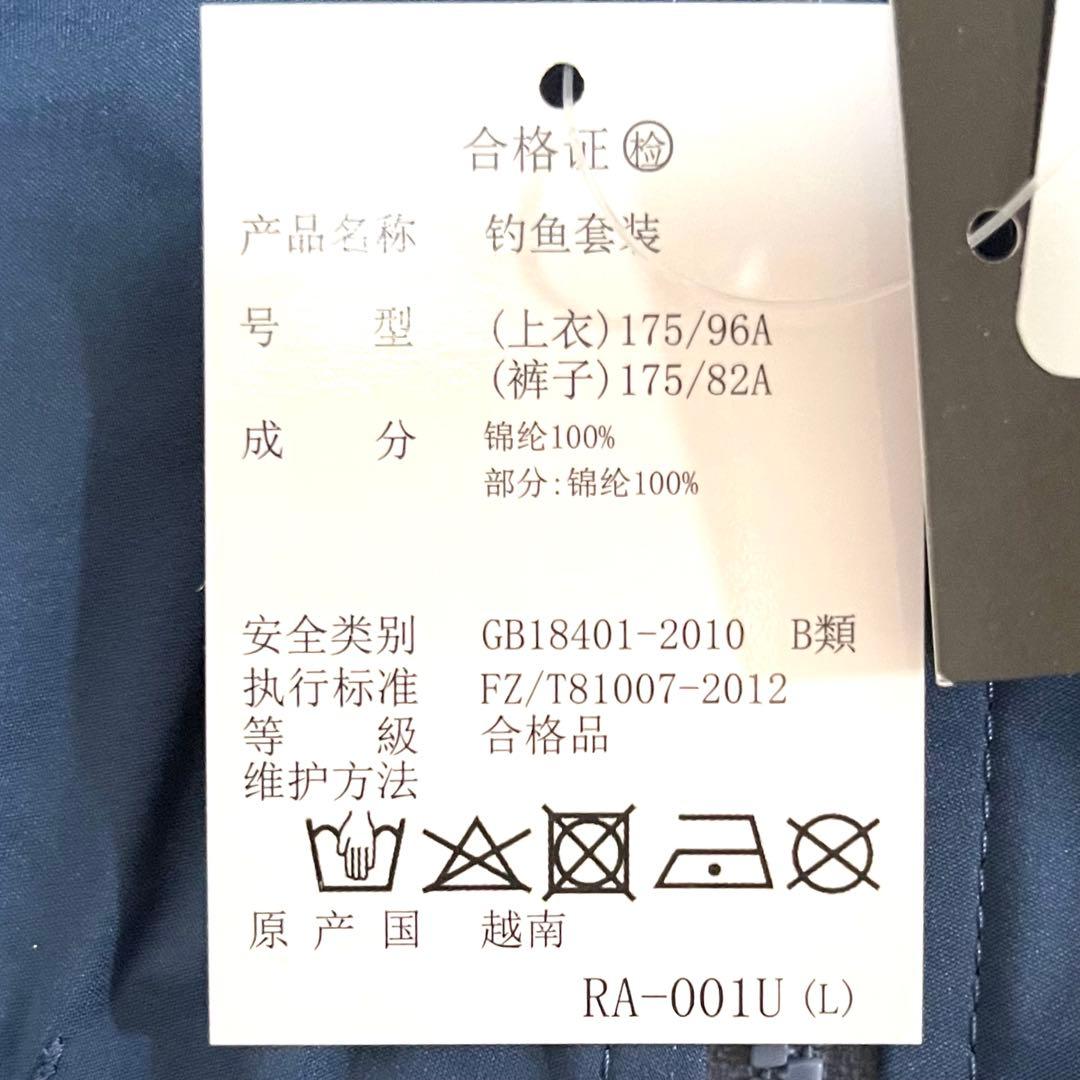 合格证 检
产品名称 钓鱼套装
号 型 (上衣)175/96A
(裤子)175/82A
成 分 锦纶100%
部分:锦纶100%
安全类别 GB18401-2010 B類
执行标准 FZ/T81007-2012
等 級 合格品
维护方法
原产国 越南
RA-001U (L)